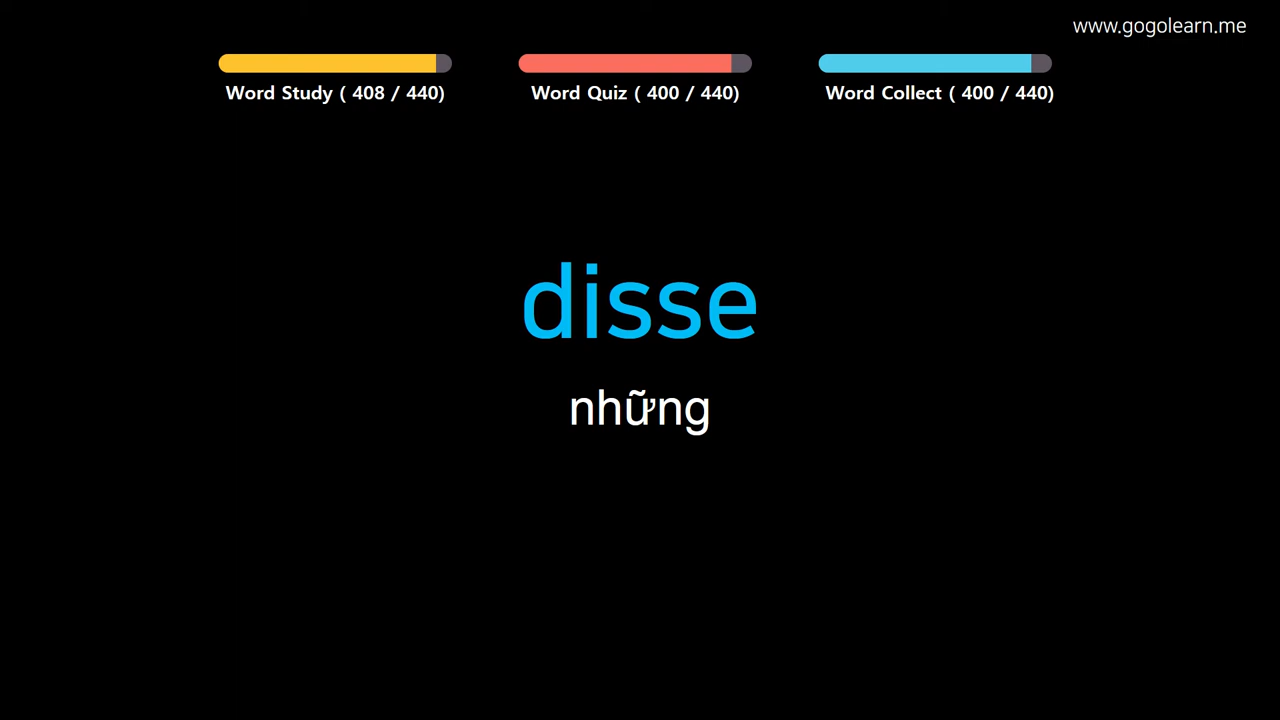 www.gogolearn.me
Word Study ( 408 / 440)
Word Quiz ( 400 / 440)
Word Collect ( 400 / 440)
disse
những